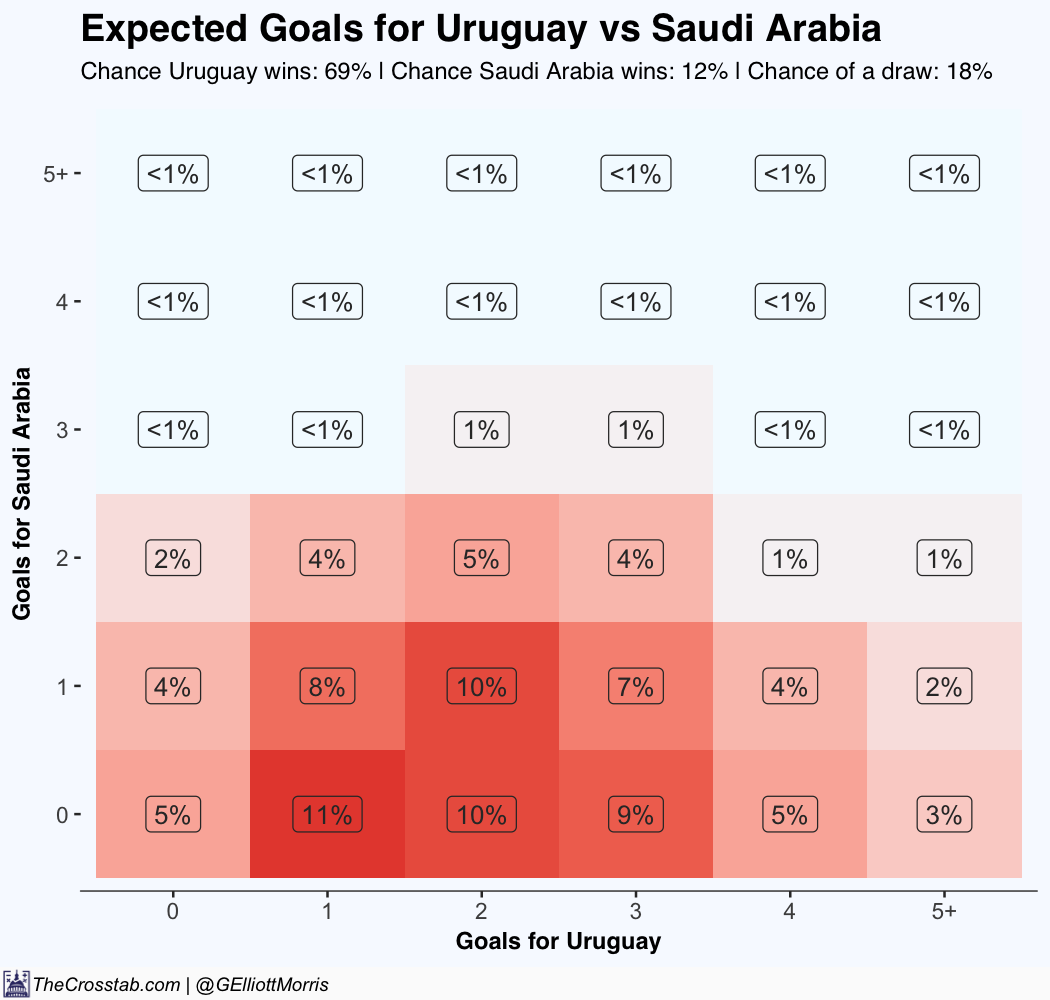 Expected Goals for Uruguay vs Saudi Arabia
Chance Uruguay wins: 69% | Chance Saudi Arabia wins: 12% | Chance of a draw: 18%
Goals for Saudi Arabia
5+ <1% <1% <1% <1% <1% <1%
4 <1% <1% <1% <1% <1% <1%
3 <1% <1% 1% 1% <1% <1%
2 2% 4% 5% 4% 1% 1%
1 4% 8% 10% 7% 4% 2%
0 5% 11% 10% 9% 5% 3%
0 1 2 3 4 5+
Goals for Uruguay
TheCrosstab.com | @GElliottMorris